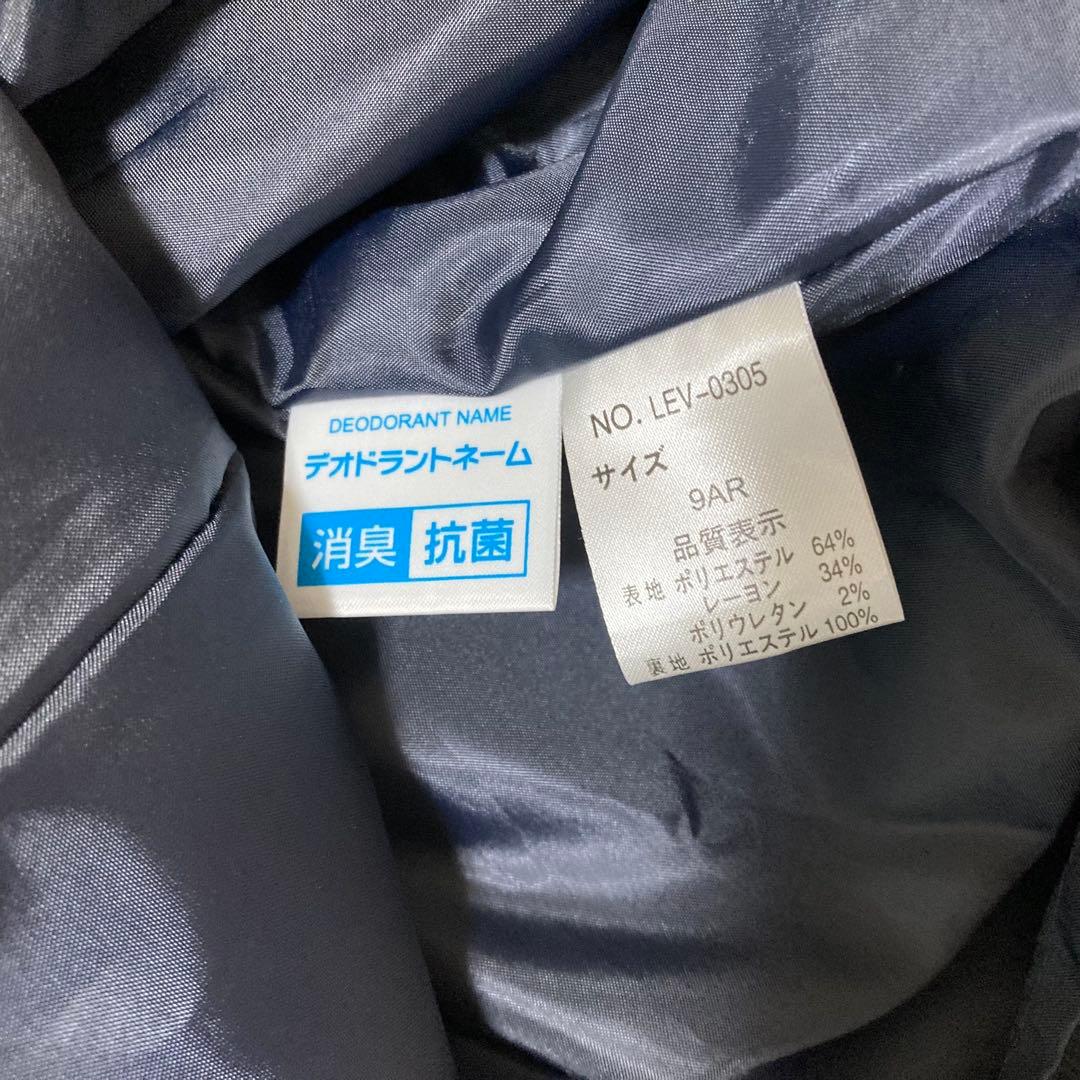 DEODORANT NAME
デオドラントネーム
消臭 抗菌
NO. LEV-0305
サイズ
9AR
品質表示
表地 ポリエステル 64%
レーヨン 34%
ポリウレタン 2%
裏地 ポリエステル 100%